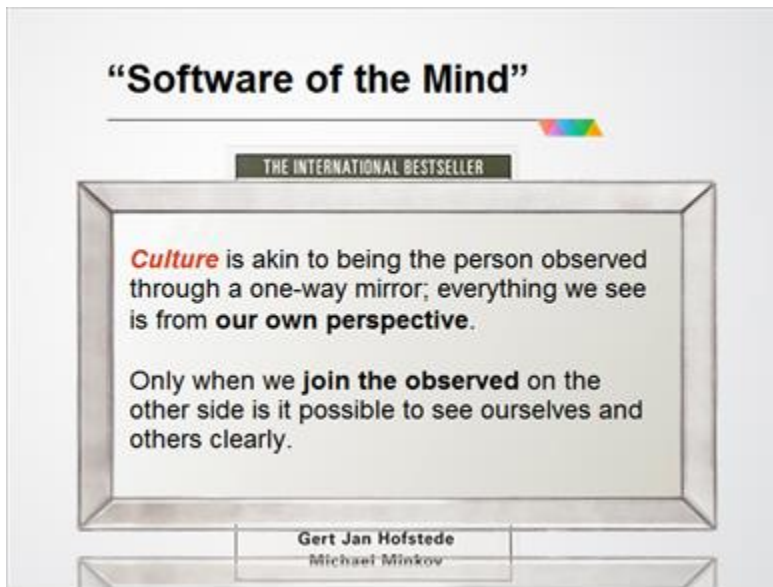 “Software of the Mind”
THE INTERNATIONAL BESTSELLER
Culture is akin to being the person observed
through a one-way mirror; everything we see
is from our own perspective.
Only when we join the observed on the
other side is it possible to see ourselves and
others clearly.
Gert Jan Hofstede
Michael Minkov